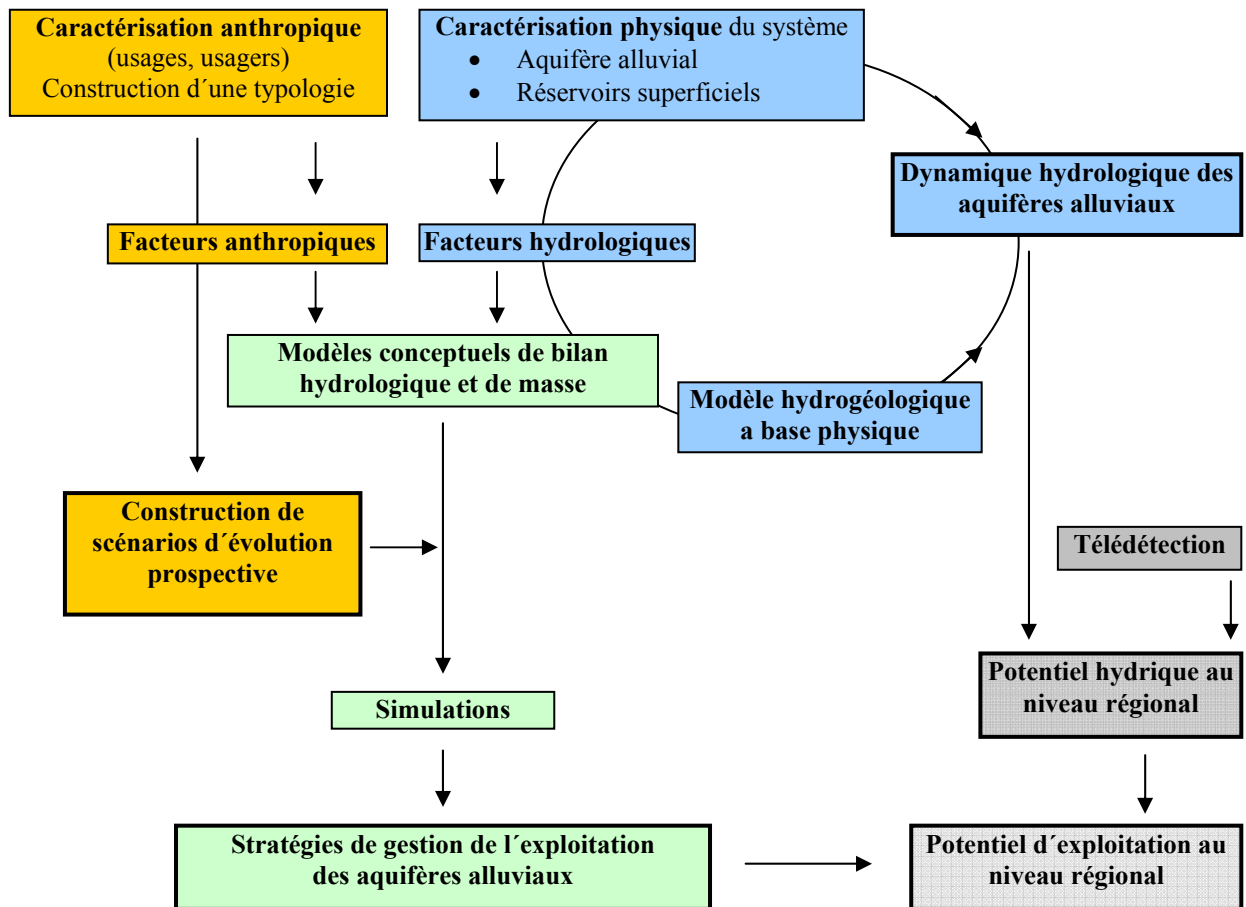 Caractérisation anthropique
(usages, usagers)
Construction d´une typologie
Caractérisation physique du système
• Aquifère alluvial
• Réservoirs superficiels
Dynamique hydrologique des
aquifères alluviaux
Facteurs anthropiques
Facteurs hydrologiques
Modèles conceptuels de bilan
hydrologique et de masse
Modèle hydrogéologique
a base physique
Construction de
scénarios d´évolution
prospective
Télédétection
Potentiel hydrique au
niveau régional
Simulations
Stratégies de gestion de l´exploitation
des aquifères alluviaux
Potentiel d´exploitation au
niveau régional